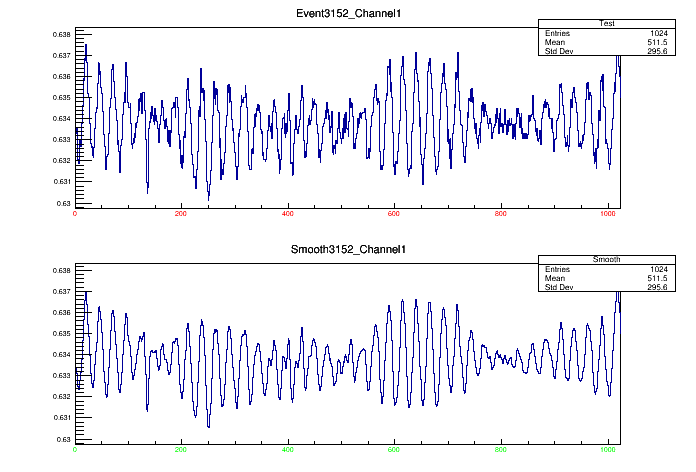 Event3152_Channel1
Test
Entries 1024
Mean 511.5
Std Dev 295.6
0.638
0.637
0.636
0.635
0.634
0.633
0.632
0.631
0.63
0 200 400 600 800 1000
Smooth3152_Channel1
Smooth
Entries 1024
Mean 511.5
Std Dev 295.6
0.638
0.637
0.636
0.635
0.634
0.633
0.632
0.631
0.63
0 200 400 600 800 1000